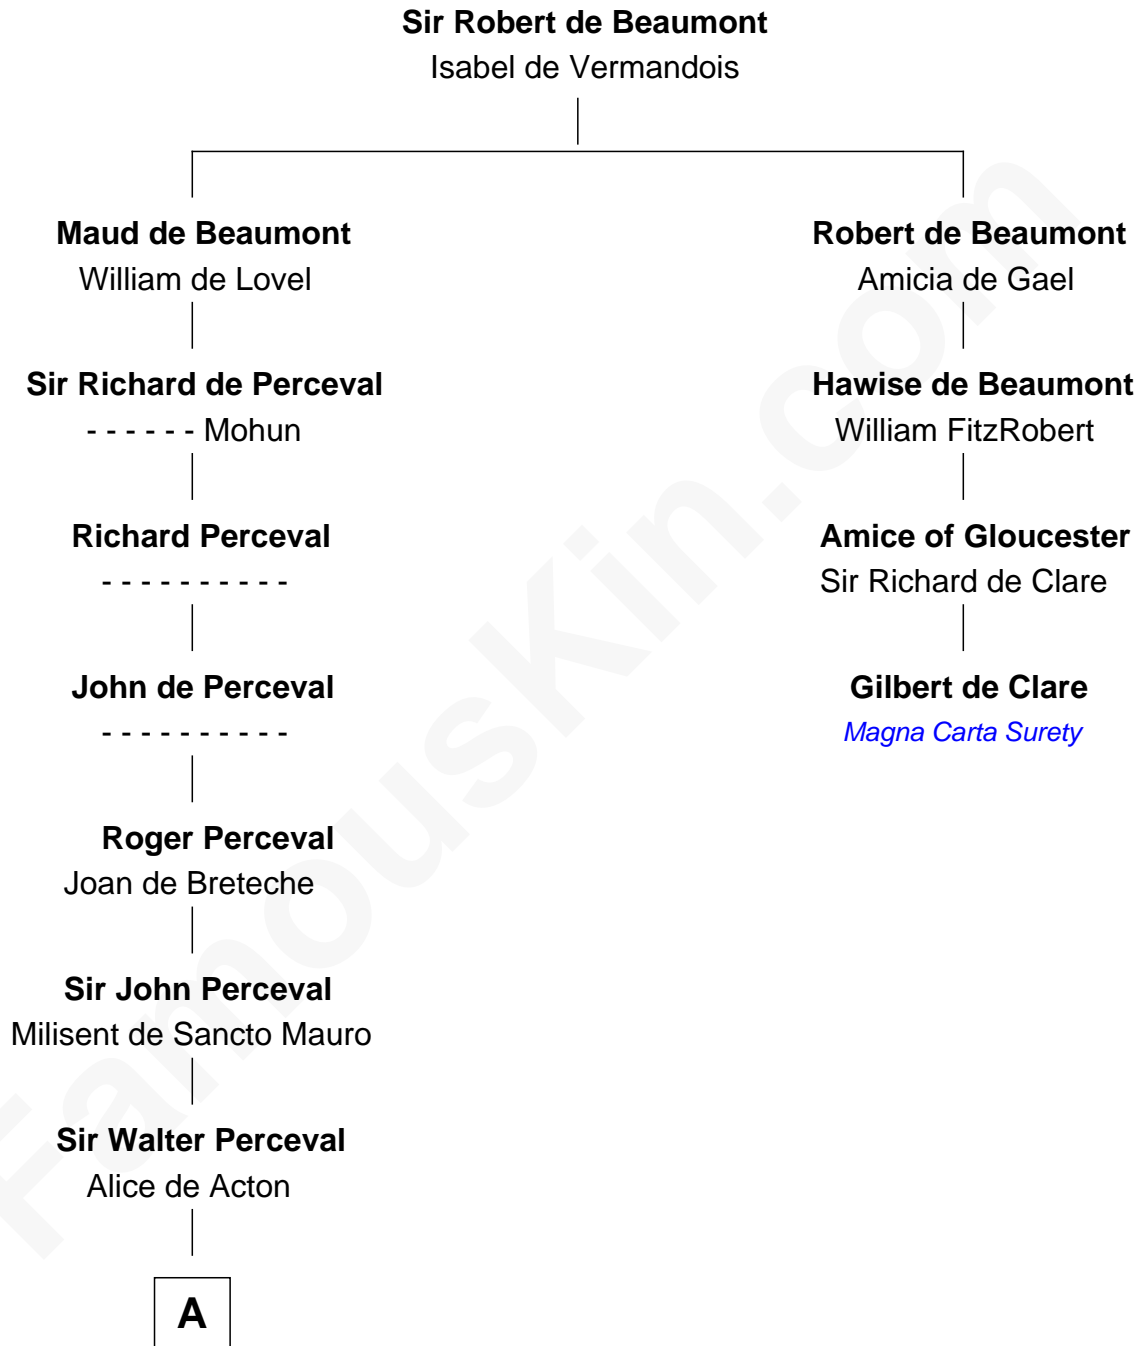 Sir Robert de Beaumont
Isabel de Vermandois
Maud de Beaumont
William de Lovel
Robert de Beaumont
Amicia de Gael
Sir Richard de Perceval
- - - - - - Mohun
Hawise de Beaumont
William FitzRobert
Richard Perceval
- - - - - - - - - -
Amice of Gloucester
Sir Richard de Clare
John de Perceval
- - - - - - - - - -
Gilbert de Clare
Magna Carta Surety
Roger Perceval
Joan de Breteche
Sir John Perceval
Milisent de Sancto Mauro
Sir Walter Perceval
Alice de Acton
A
FamousKin.com